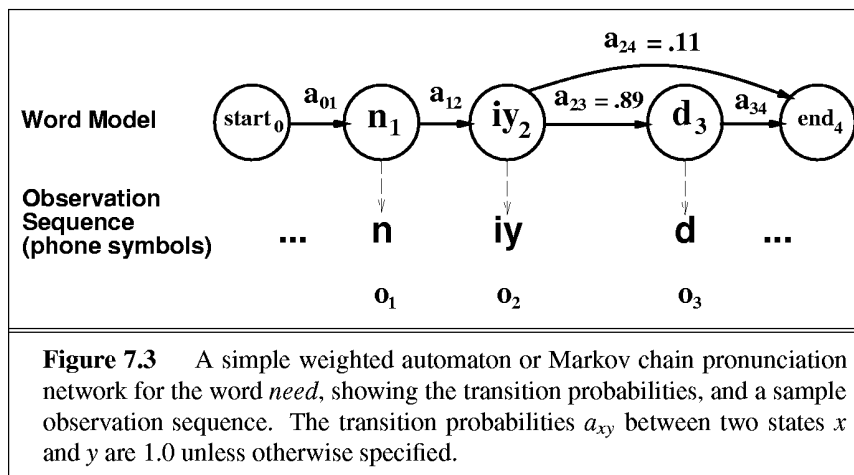 a24 = .11
a01 a12 a23 = .89 a34
Word Model start0 n1 iy2 d3 end4
Observation
Sequence
(phone symbols) ... n iy d ...
o1 o2 o3
Figure 7.3 A simple weighted automaton or Markov chain pronunciation
network for the word need, showing the transition probabilities, and a sample
observation sequence. The transition probabilities axy between two states x
and y are 1.0 unless otherwise specified.